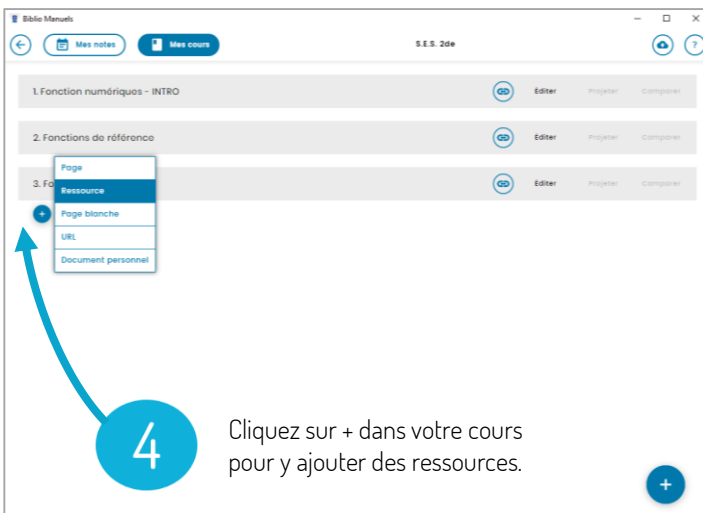 Biblio Manuels
Mes notes
Mes cours
S.E.S. 2de
?
1. Fonction numériques - INTRO
Editer
Projeter
Comparer
2. Fonctions de référence
Editer
Projeter
Comparer
3. Fo
Editer
Projeter
Comparer
Page
Ressource
Page blanche
URL
Document personnel
+
4
Cliquez sur + dans votre cours
pour y ajouter des ressources.
+